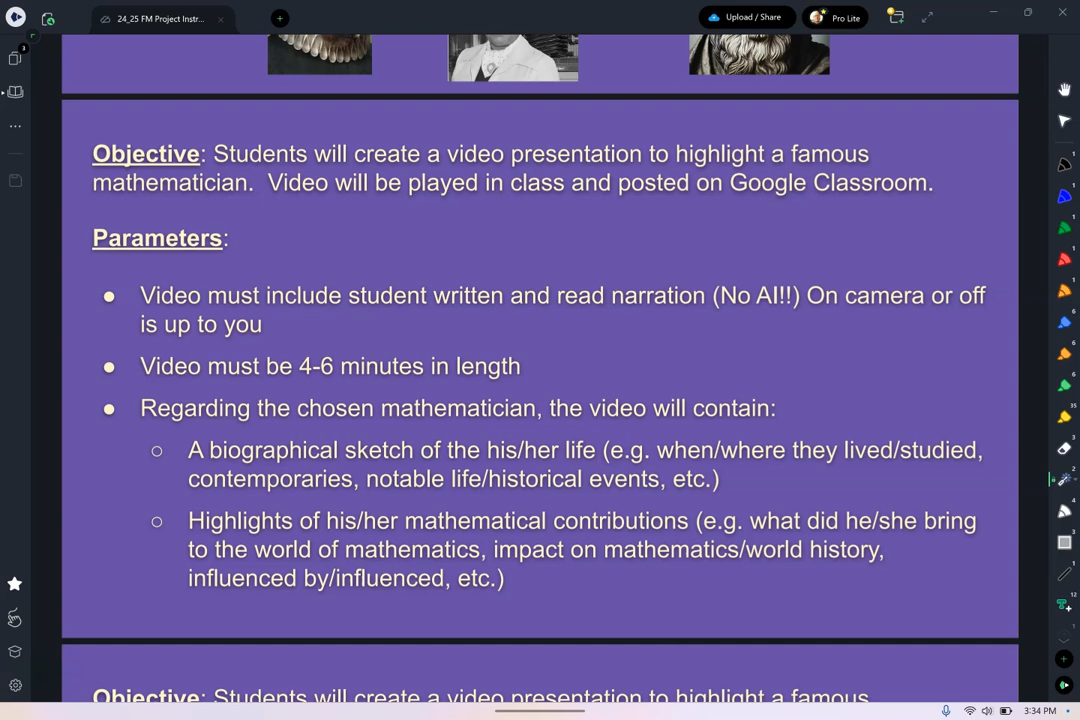 24_25 FM Project Instr...
Upload / Share
Pro Lite
Objective: Students will create a video presentation to highlight a famous
mathematician.  Video will be played in class and posted on Google Classroom.
Parameters:
● Video must include student written and read narration (No AI!!) On camera or off
is up to you
● Video must be 4-6 minutes in length
● Regarding the chosen mathematician, the video will contain:
○ A biographical sketch of the his/her life (e.g. when/where they lived/studied,
contemporaries, notable life/historical events, etc.)
○ Highlights of his/her mathematical contributions (e.g. what did he/she bring
to the world of mathematics, impact on mathematics/world history,
influenced by/influenced, etc.)
Objective: Students will create a video presentation to highlight a famous
3:34 PM